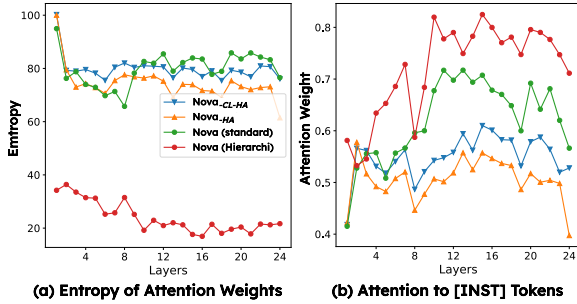 100
80
60
40
20
Emtropy
Nova-CL-HA
Nova-HA
Nova (standard)
Nova (Hierarchi)
4 8 12 16 20 24
Layers
(a) Entropy of Attention Weights
0.8
0.7
0.6
0.5
0.4
Attention Weight
4 8 12 16 20 24
Layers
(b) Attention to [INST] Tokens